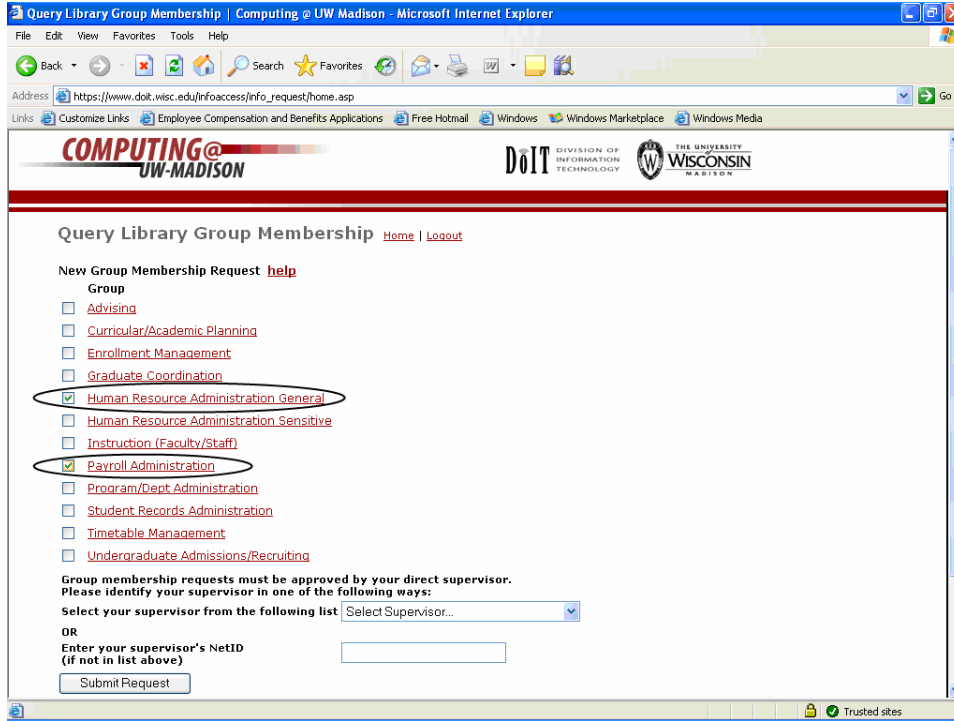 Query Library Group Membership | Computing @ UW Madison - Microsoft Internet Explorer
File Edit View Favorites Tools Help
Back Search Favorites
Address https://www.doit.wisc.edu/infoaccess/info_request/home.asp Go
Links Customize Links Employee Compensation and Benefits Applications Free Hotmail Windows Windows Marketplace Windows Media
COMPUTING@
UW-MADISON
DoIT
DIVISION OF
INFORMATION
TECHNOLOGY
W
THE UNIVERSITY
WISCONSIN
MADISON
Query Library Group Membership Home | Logout
New Group Membership Request help
Group
Advising
Curricular/Academic Planning
Enrollment Management
Graduate Coordination
Human Resource Administration General
Human Resource Administration Sensitive
Instruction (Faculty/Staff)
Payroll Administration
Program/Dept Administration
Student Records Administration
Timetable Management
Undergraduate Admissions/Recruiting
Group membership requests must be approved by your direct supervisor.
Please identify your supervisor in one of the following ways:
Select your supervisor from the following list Select Supervisor...
OR
Enter your supervisor's NetID
(if not in list above)
Submit Request
Trusted sites